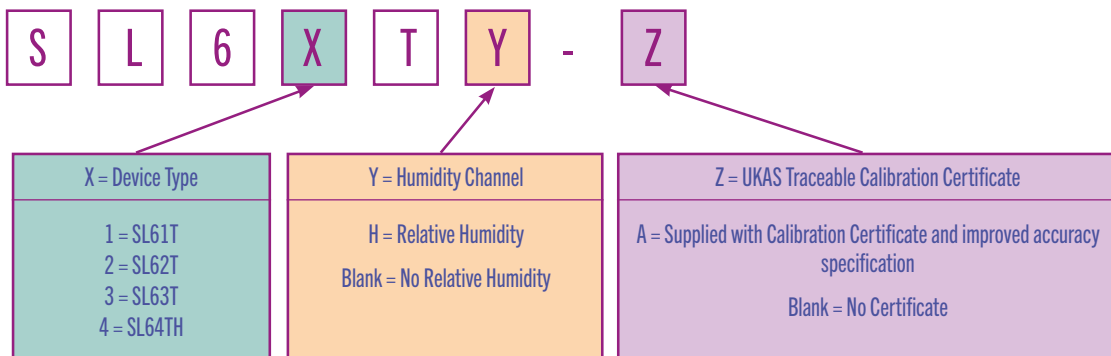 S L 6 X T Y - Z
X = Device Type
1 = SL61T
2 = SL62T
3 = SL63T
4 = SL64TH
Y = Humidity Channel
H = Relative Humidity
Blank = No Relative Humidity
Z = UKAS Traceable Calibration Certificate
A = Supplied with Calibration Certificate and improved accuracy
specification
Blank = No Certificate